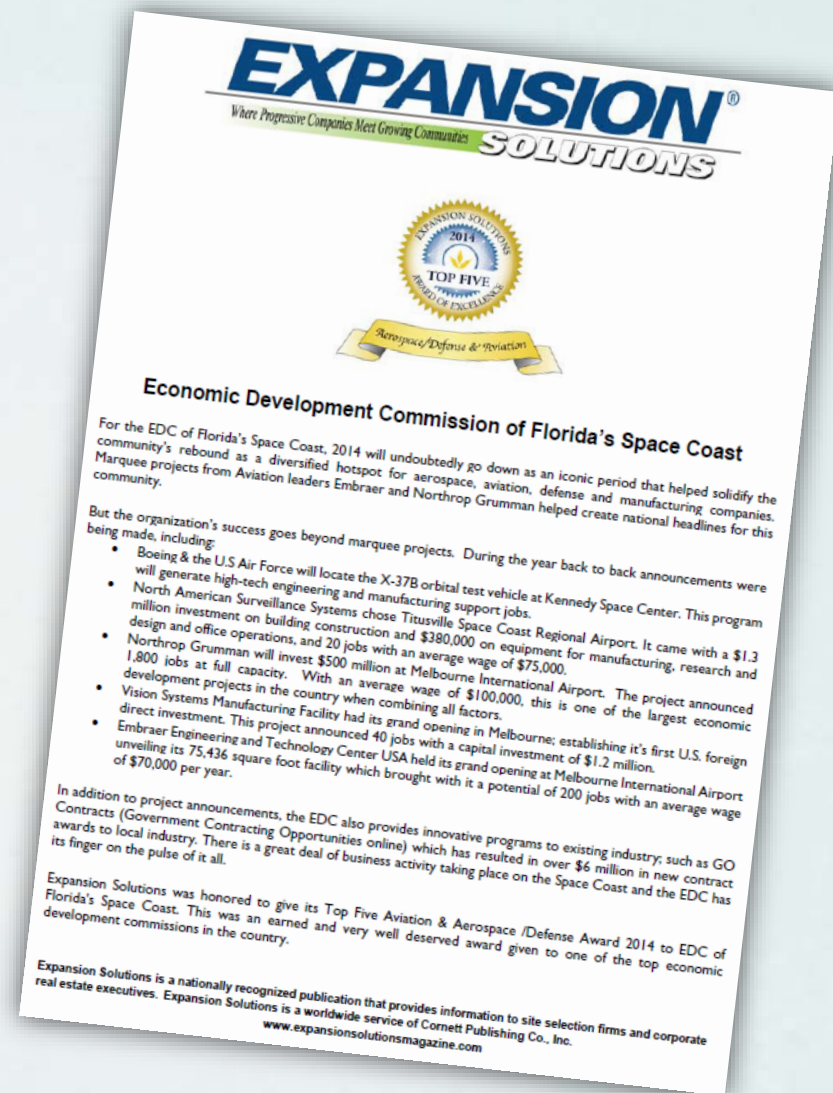 EXPANSION®
Where Progressive Companies Meet Growing Communities
SOLUTIONS
EXPANSION SOLUTIONS
2014
TOP FIVE
AWARD OF EXCELLENCE
Aerospace/Defense & Aviation
Economic Development Commission of Florida's Space Coast
For the EDC of Florida's Space Coast, 2014 will undoubtedly go down as an iconic period that helped solidify the
community's rebound as a diversified hotspot for aerospace, aviation, defense and manufacturing companies.
Marquee projects from Aviation leaders Embraer and Northrop Grumman helped create national headlines for this
community.
But the organization's success goes beyond marquee projects. During the year back to back announcements were
being made, including:
• Boeing & the U.S Air Force will locate the X-37B orbital test vehicle at Kennedy Space Center. This program
will generate high-tech engineering and manufacturing support jobs.
• North American Surveillance Systems chose Titusville Space Coast Regional Airport. It came with a $1.3
million investment on building construction and $380,000 on equipment for manufacturing, research and
design and office operations, and 20 jobs with an average wage of $75,000.
• Northrop Grumman will invest $500 million at Melbourne International Airport. The project announced
1,800 jobs at full capacity. With an average wage of $100,000, this is one of the largest economic
development projects in the country when combining all factors.
• Vision Systems Manufacturing Facility had its grand opening in Melbourne; establishing it's first U.S. foreign
direct investment. This project announced 40 jobs with a capital investment of $1.2 million.
• Embraer Engineering and Technology Center USA held its grand opening at Melbourne International Airport
unveiling its 75,436 square foot facility which brought with it a potential of 200 jobs with an average wage
of $70,000 per year.
In addition to project announcements, the EDC also provides innovative programs to existing industry; such as GO
Contracts (Government Contracting Opportunities online) which has resulted in over $6 million in new contract
awards to local industry. There is a great deal of business activity taking place on the Space Coast and the EDC has
its finger on the pulse of it all.
Expansion Solutions was honored to give its Top Five Aviation & Aerospace /Defense Award 2014 to EDC of
Florida's Space Coast. This was an earned and very well deserved award given to one of the top economic
development commissions in the country.
Expansion Solutions is a nationally recognized publication that provides information to site selection firms and corporate
real estate executives. Expansion Solutions is a worldwide service of Cornett Publishing Co., Inc.
www.expansionsolutionsmagazine.com